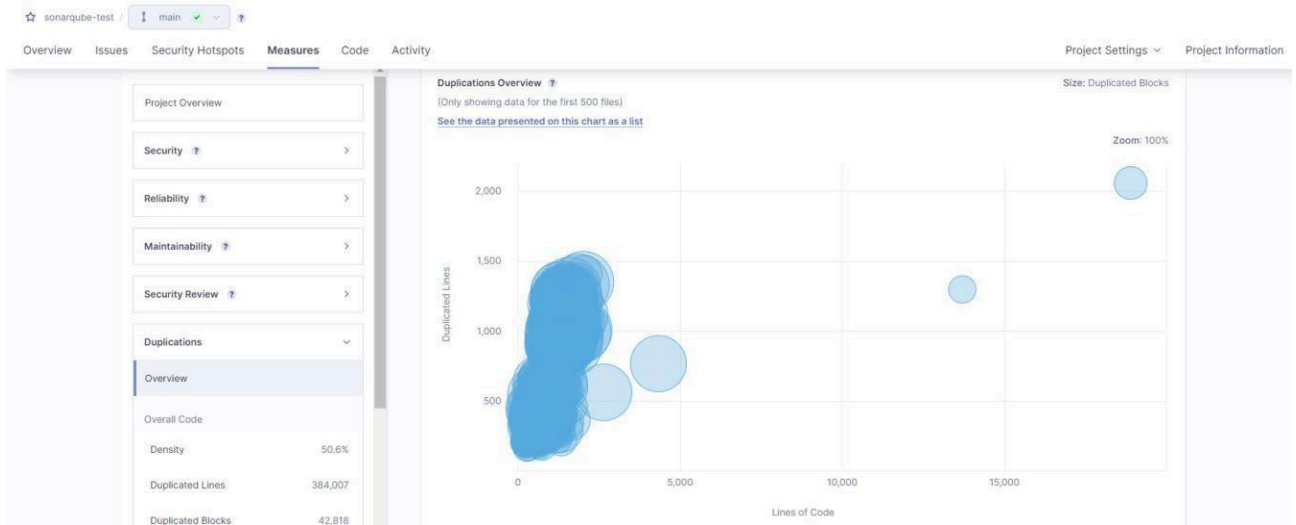 sonarqube-test / main ?
Overview Issues Security Hotspots Measures Code Activity Project Settings Project Information
Project Overview
Security ?
Reliability ?
Maintainability ?
Security Review ?
Duplications
Overview
Overall Code
Density 50.6%
Duplicated Lines 384,007
Duplicated Blocks 42,818
Duplications Overview ? Size: Duplicated Blocks
(Only showing data for the first 500 files)
See the data presented on this chart as a list
Zoom: 100%
2,000
1,500
1,000
500
Duplicated Lines
0 5,000 10,000 15,000
Lines of Code